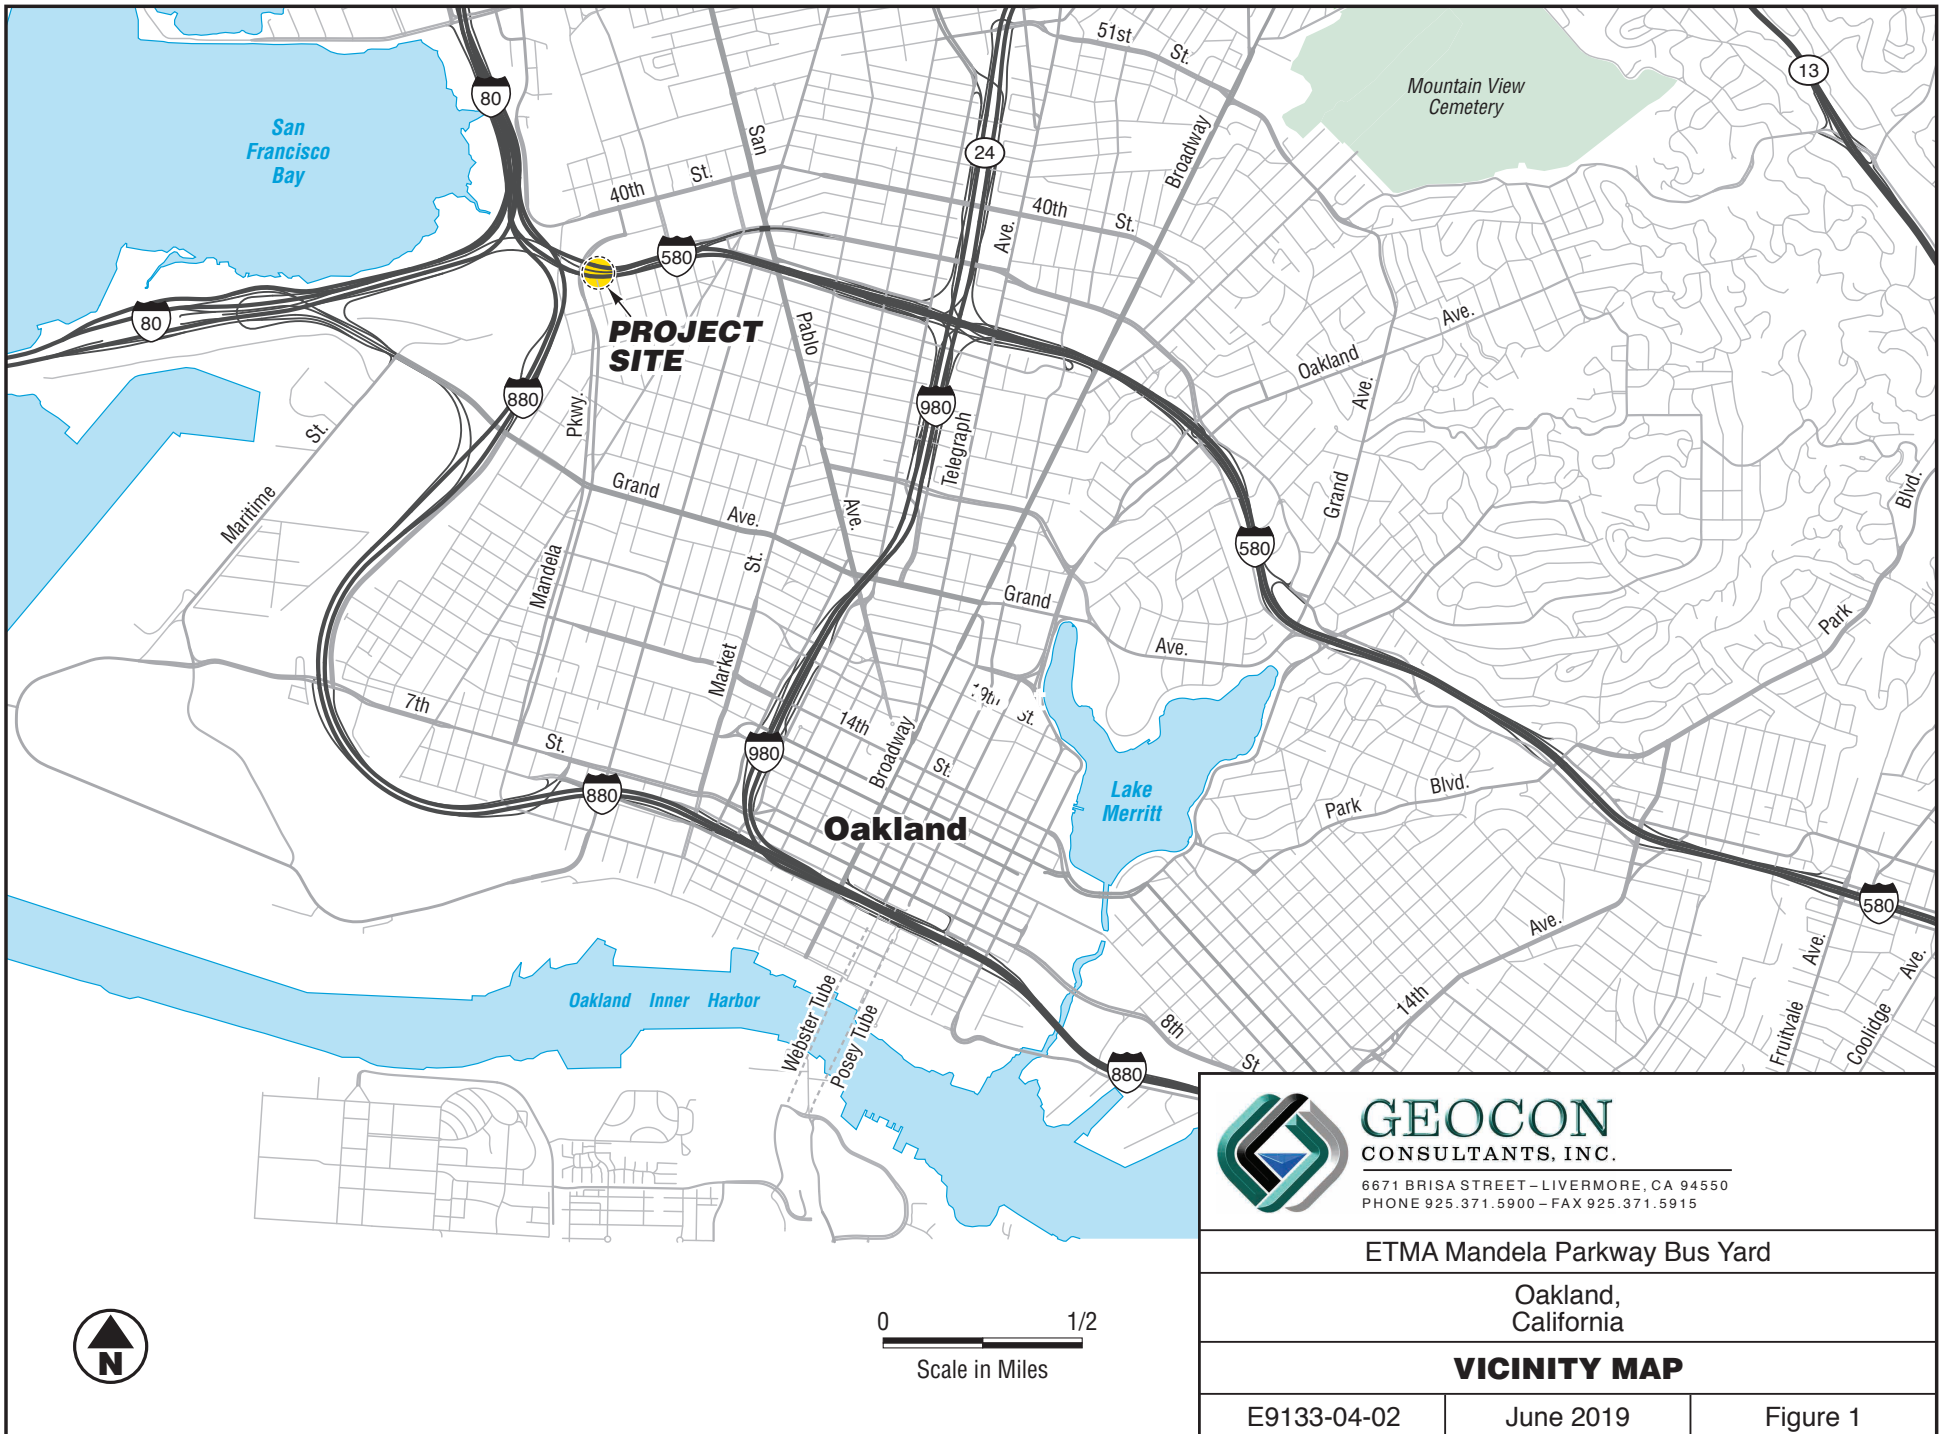 51st
St.
13
Mountain View
Cemetery
80
San
Francisco
Bay
San
24
Broadway
40th
St.
40th
St.
Ave.
580
80
PROJECT
SITE
Pablo
Ave.
Oakland
Ave.
880
980
Pkwy.
St.
Telegraph
Grand
Ave.
Ave.
Grand
Blvd.
Maritime
580
Mandela
St.
Grand
Ave.
Park
Market
7th
St.
14th
St.
St.
Broadway
980
880
Oakland
Lake
Merritt
Park
Blvd.
580
Ave.
Ave.
Ave.
14th
Oakland Inner Harbor
Webster Tube
Posey Tube
8th
St
880
Fruitvale
Coolidge
GEOCON
CONSULTANTS, INC.
6671 BRISA STREET – LIVERMORE, CA 94550
PHONE 925.371.5900 – FAX 925.371.5915
ETMA Mandela Parkway Bus Yard
Oakland,
California
VICINITY MAP
E9133-04-02
June 2019
Figure 1
0
1/2
Scale in Miles
N